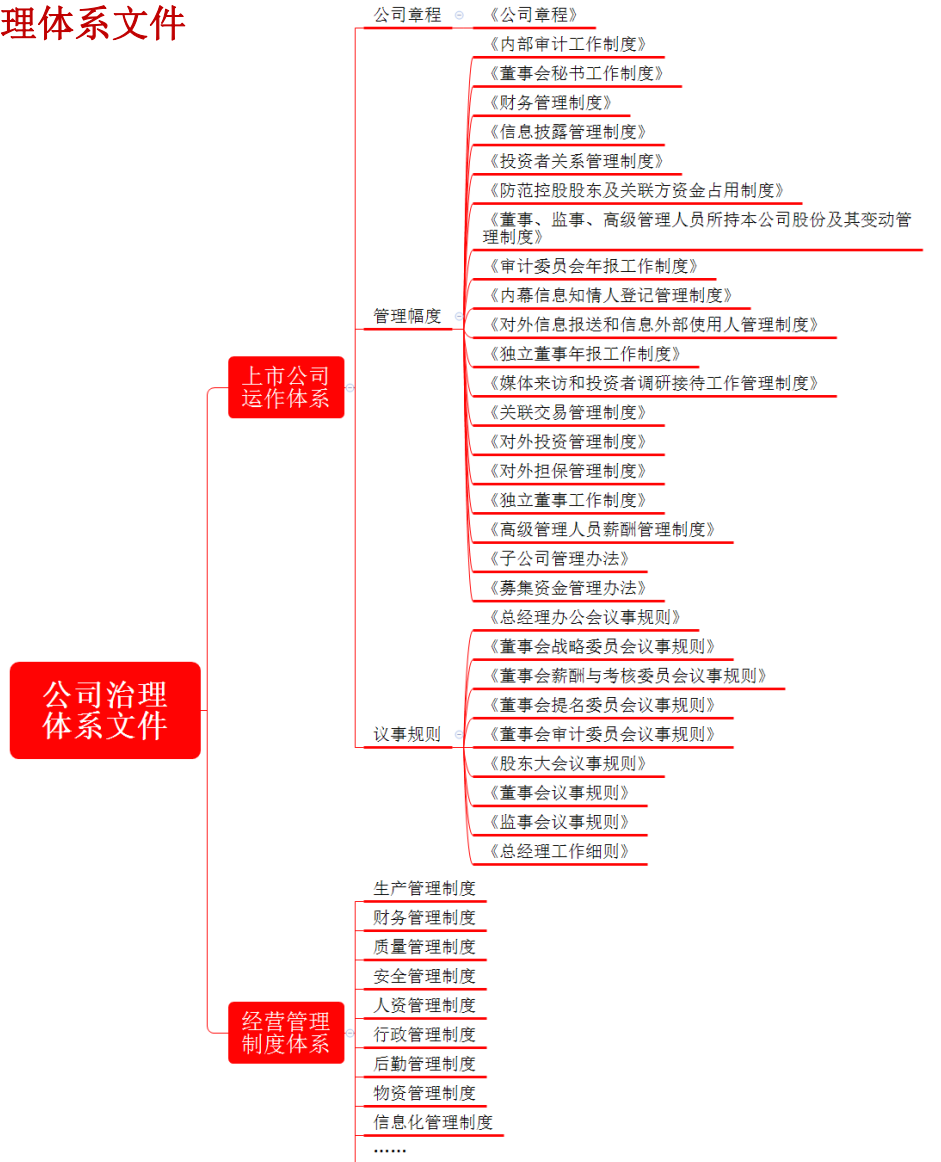 理体系文件
公司治理
体系文件
上市公司
运作体系
公司章程
《公司章程》
管理幅度
《内部审计工作制度》
《董事会秘书工作制度》
《财务管理制度》
《信息披露管理制度》
《投资者关系管理制度》
《防范控股股东及关联方资金占用制度》
《董事、监事、高级管理人员所持本公司股份及其变动管
理制度》
《审计委员会年报工作制度》
《内幕信息知情人登记管理制度》
《对外信息报送和信息外部使用人管理制度》
《独立董事年报工作制度》
《媒体来访和投资者调研接待工作管理制度》
《关联交易管理制度》
《对外投资管理制度》
《对外担保管理制度》
《独立董事工作制度》
《高级管理人员薪酬管理制度》
《子公司管理办法》
《募集资金管理办法》
议事规则
《总经理办公会议事规则》
《董事会战略委员会议事规则》
《董事会薪酬与考核委员会议事规则》
《董事会提名委员会议事规则》
《董事会审计委员会议事规则》
《股东大会议事规则》
《董事会议事规则》
《监事会议事规则》
《总经理工作细则》
经营管理
制度体系
生产管理制度
财务管理制度
质量管理制度
安全管理制度
人资管理制度
行政管理制度
后勤管理制度
物资管理制度
信息化管理制度
……